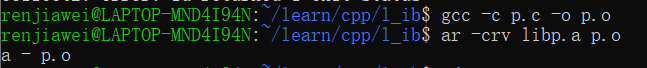 renjiawei@LAPTOP-MND4I94N:~/learn/cpp/l_ib$ gcc -c p.c -o p.o
renjiawei@LAPTOP-MND4I94N:~/learn/cpp/l_ib$ ar -crv libp.a p.o
a - p.o